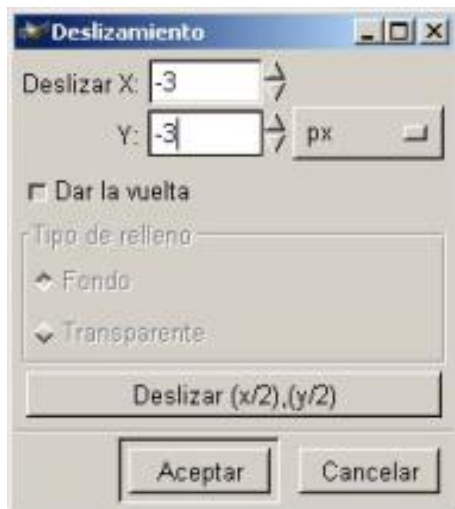 Deslizamiento
Deslizar X: -3
Y: -3 px
Dar la vuelta
Tipo de relleno
Fondo
Transparente
Deslizar (x/2),(y/2)
Aceptar Cancelar